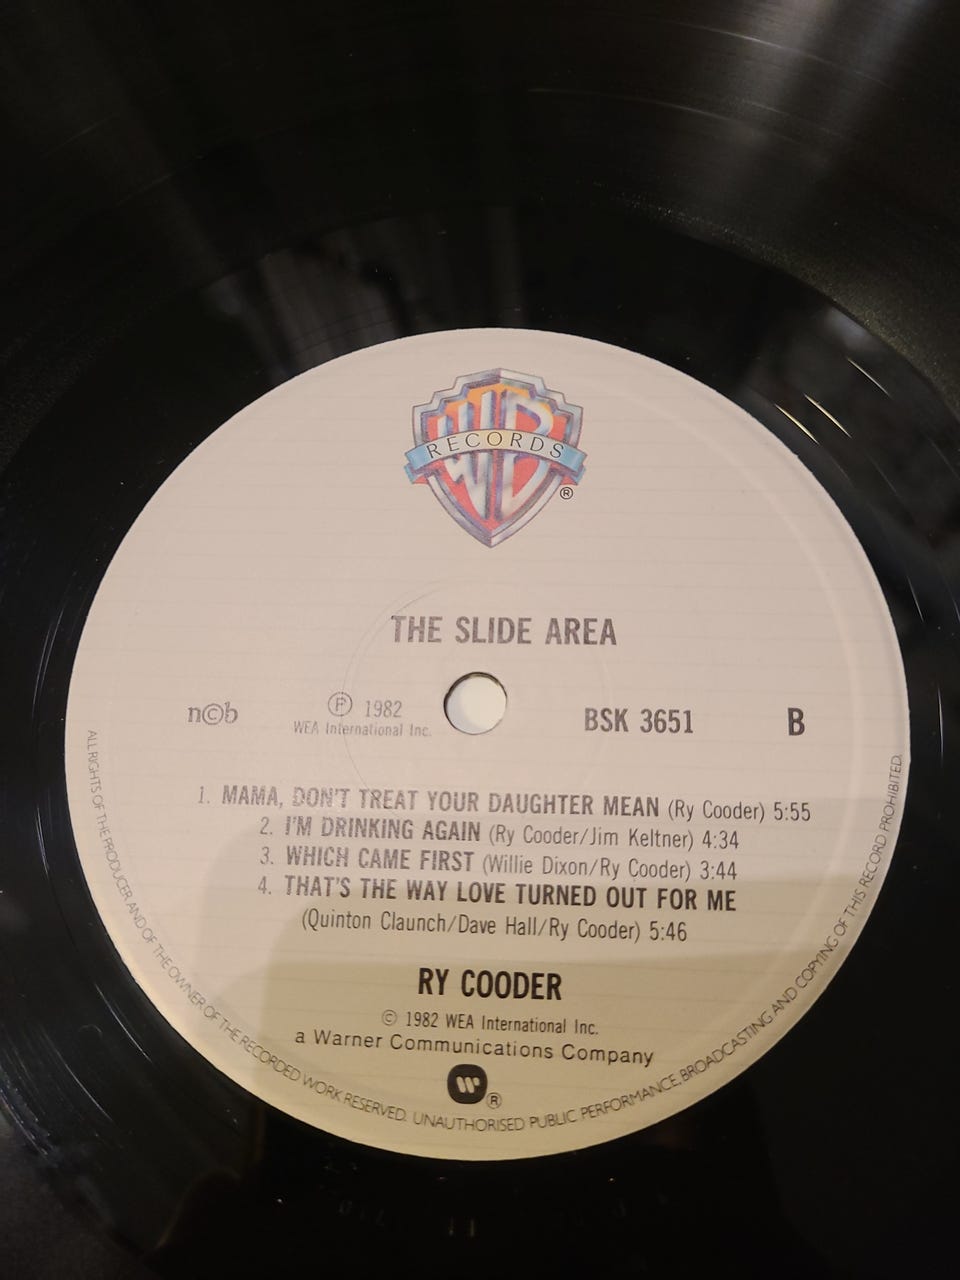 WB
RECORDS
®
THE SLIDE AREA
n©b
Ⓟ 1982
WEA International Inc.
BSK 3651
B
1. MAMA, DON'T TREAT YOUR DAUGHTER MEAN (Ry Cooder) 5:55
2. I'M DRINKING AGAIN (Ry Cooder/Jim Keltner) 4:34
3. WHICH CAME FIRST (Willie Dixon/Ry Cooder) 3:44
4. THAT'S THE WAY LOVE TURNED OUT FOR ME
(Quinton Claunch/Dave Hall/Ry Cooder) 5:46
RY COODER
© 1982 WEA International Inc.
a Warner Communications Company
®
ALL RIGHTS OF THE PRODUCER AND OF THE OWNER OF THE RECORDED WORK RESERVED. UNAUTHORISED PUBLIC PERFORMANCE, BROADCASTING AND COPYING OF THIS RECORD PROHIBITED.